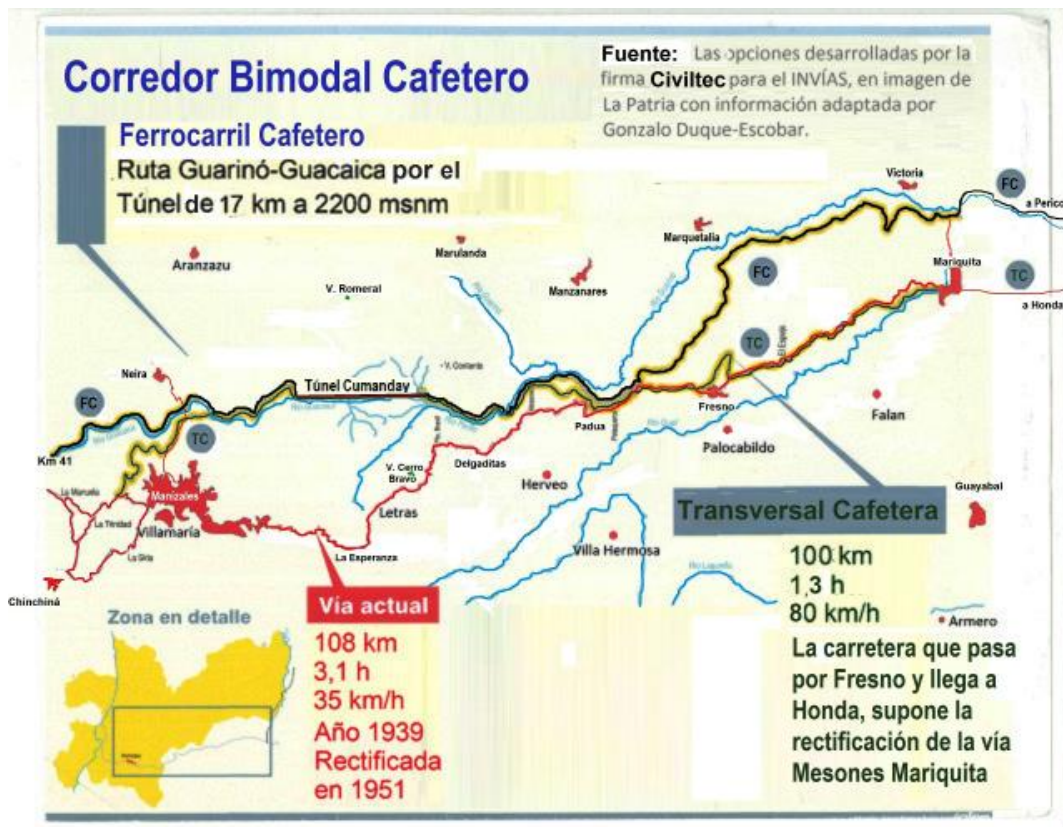 Corredor Bimodal Cafetero
Fuente: Las opciones desarrolladas por la
firma Civiltec para el INVÍAS, en imagen de
La Patria con información adaptada por
Gonzalo Duque-Escobar.
Ferrocarril Cafetero
Ruta Guarinó-Guacaica por el
Túnel de 17 km a 2200 msnm
Victoria
FC
a Perico
Marquetalia
Marulanda
Aranzazu
Mariquita
TC
a Honda
V. Romeral
Manzanares
FC
Neira
Túnel Cumanday
TC
FC
TC
Fresno
Falan
Padua
Palocabildo
Km 41
Delgaditas
V. Cerro
Bravo
Herveo
La Manuela
Manizales
Guayabal
Letras
Transversal Cafetera
La Trinidad
Villamaría
La Esperanza
Villa Hermosa
Chinchiná
Vía actual
108 km
3,1 h
35 km/h
Año 1939
Rectificada
en 1951
Zona en detalle
100 km
1,3 h
80 km/h
Armero
La carretera que pasa
por Fresno y llega a
Honda, supone la
rectificación de la vía
Mesones Mariquita